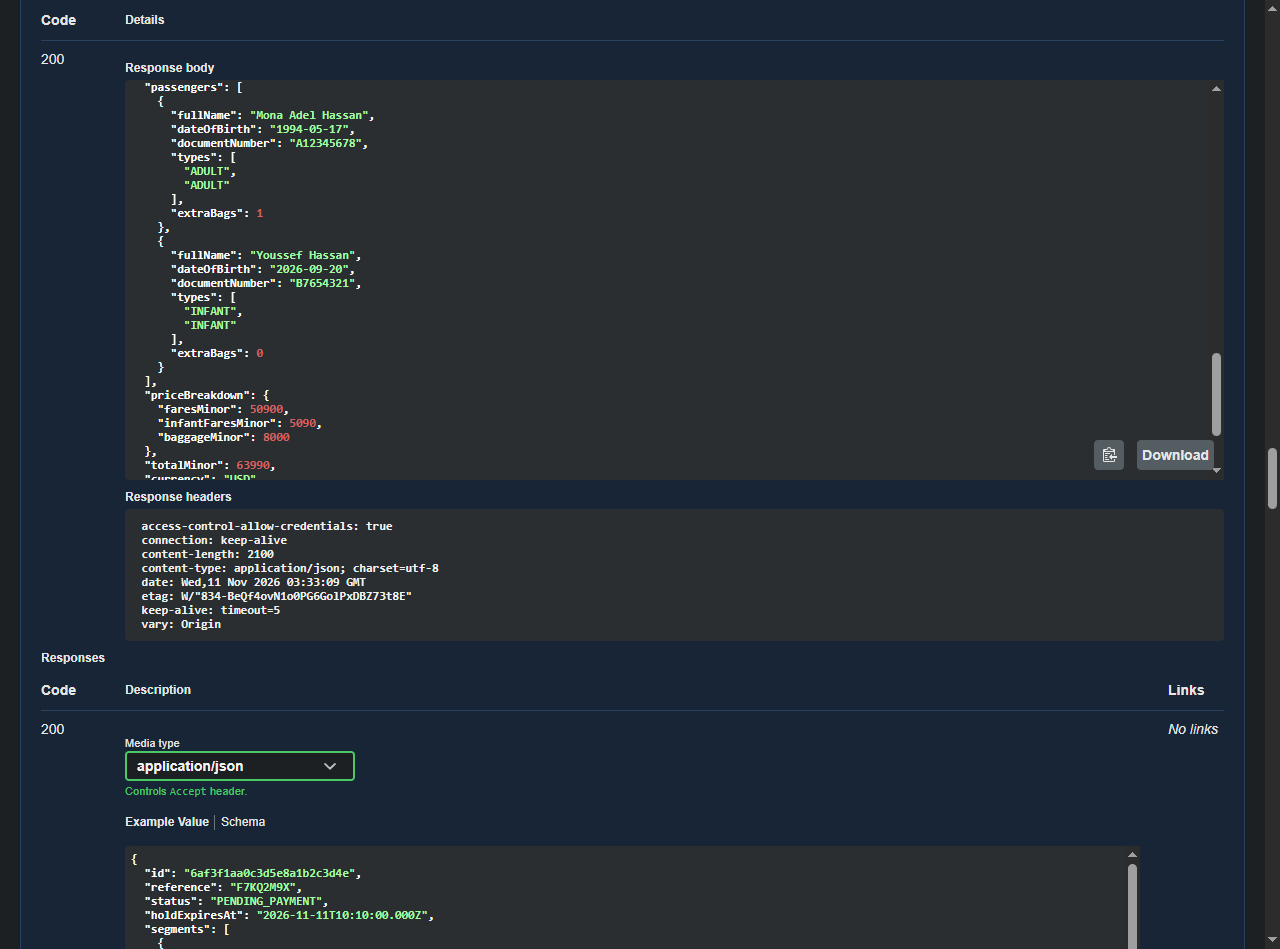 Code Details
200
Response body
"passengers": [
{
"fullName": "Mona Adel Hassan",
"dateOfBirth": "1994-05-17",
"documentNumber": "A12345678",
"types": [
"ADULT",
"ADULT"
],
"extraBags": 1
},
{
"fullName": "Youssef Hassan",
"dateOfBirth": "2026-09-20",
"documentNumber": "B7654321",
"types": [
"INFANT",
"INFANT"
],
"extraBags": 0
}
],
"priceBreakdown": {
"faresMinor": 50900,
"infantFaresMinor": 5090,
"baggageMinor": 8000
},
"totalMinor": 63990,
"currency": "USD"
Download
Response headers
access-control-allow-credentials: true
connection: keep-alive
content-length: 2100
content-type: application/json; charset=utf-8
date: Wed,11 Nov 2026 03:33:09 GMT
etag: W/"834-BeQf4ovN1o0PG6GolPxDBZ73t8E"
keep-alive: timeout=5
vary: Origin
Responses
Code Description Links
200 No links
Media type
application/json
Controls Accept header.
Example Value Schema
{
"id": "6af3f1aa0c3d5e8a1b2c3d4e",
"reference": "F7KQ2M9X",
"status": "PENDING_PAYMENT",
"holdExpiresAt": "2026-11-11T10:10:00.000Z",
"segments": [
{